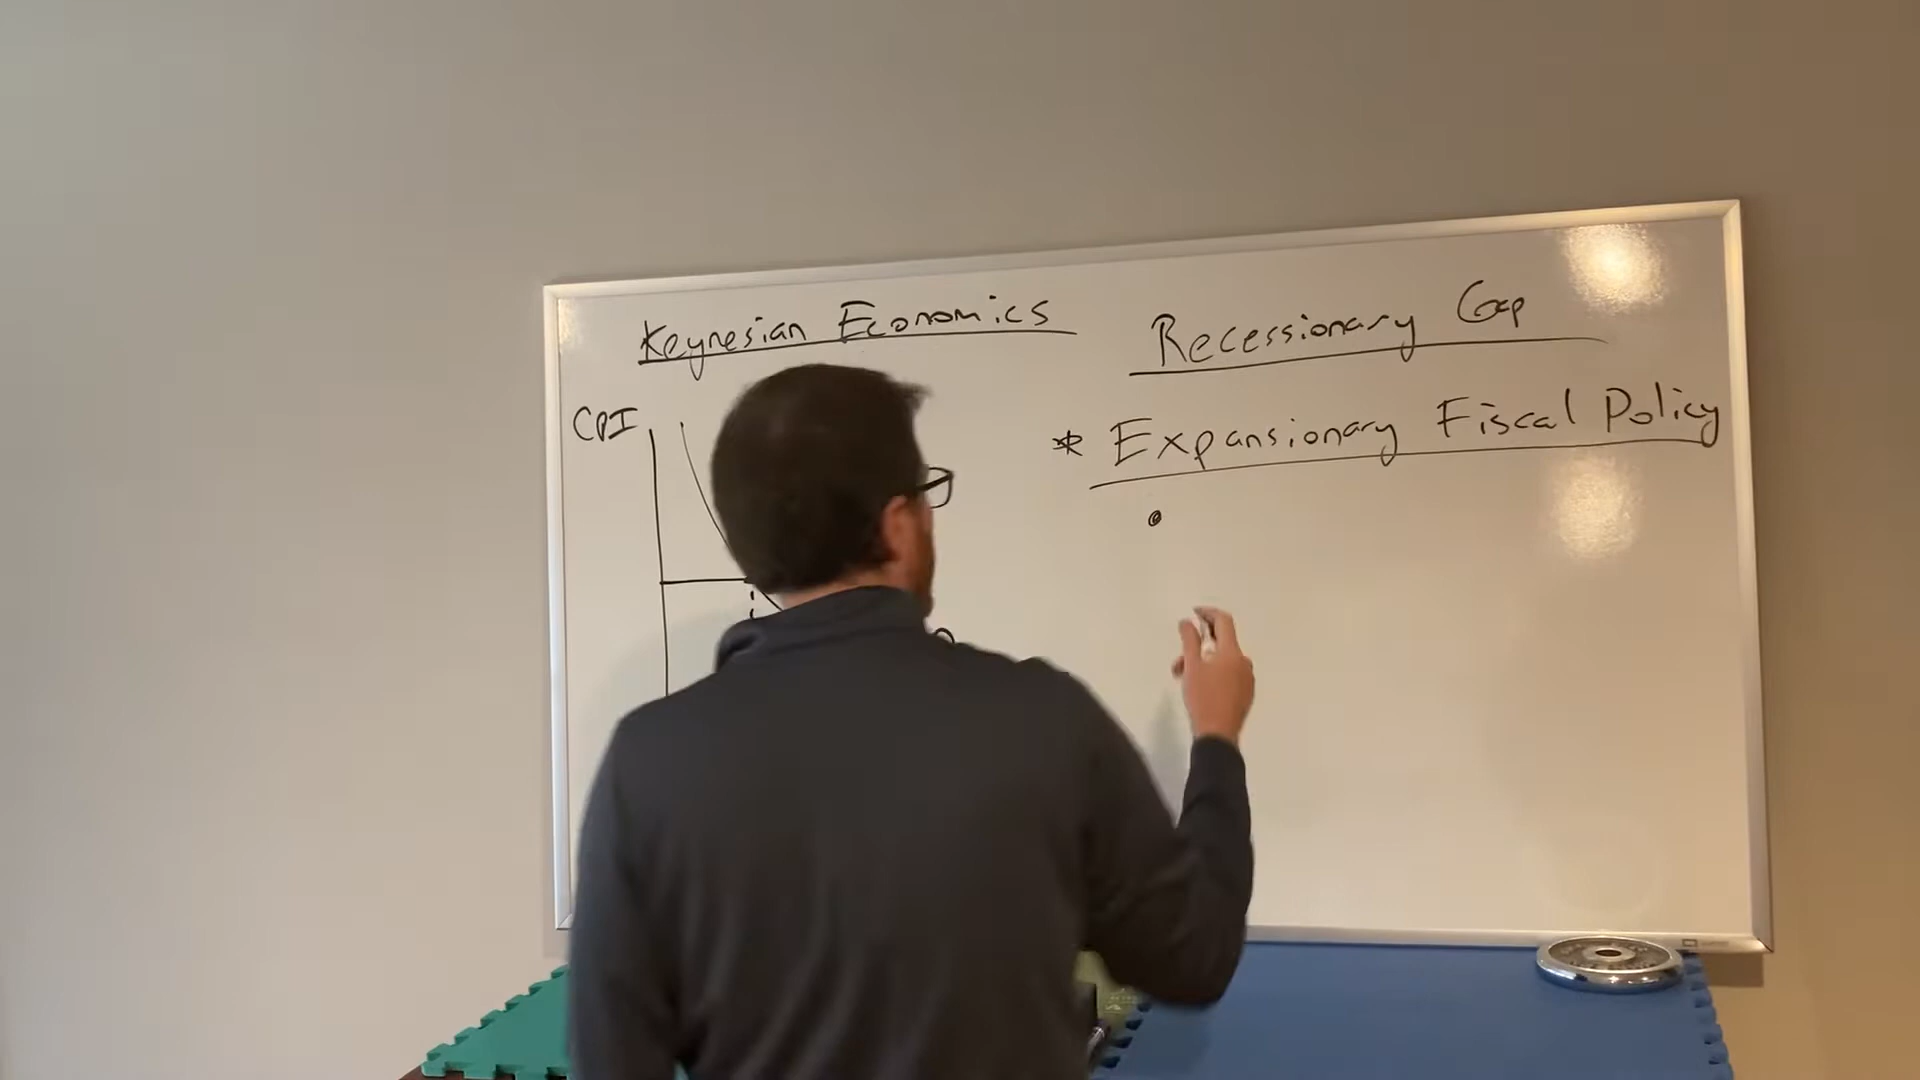 Keynesian Economics
CPI
Recessionary Gap
* Expansionary Fiscal Policy